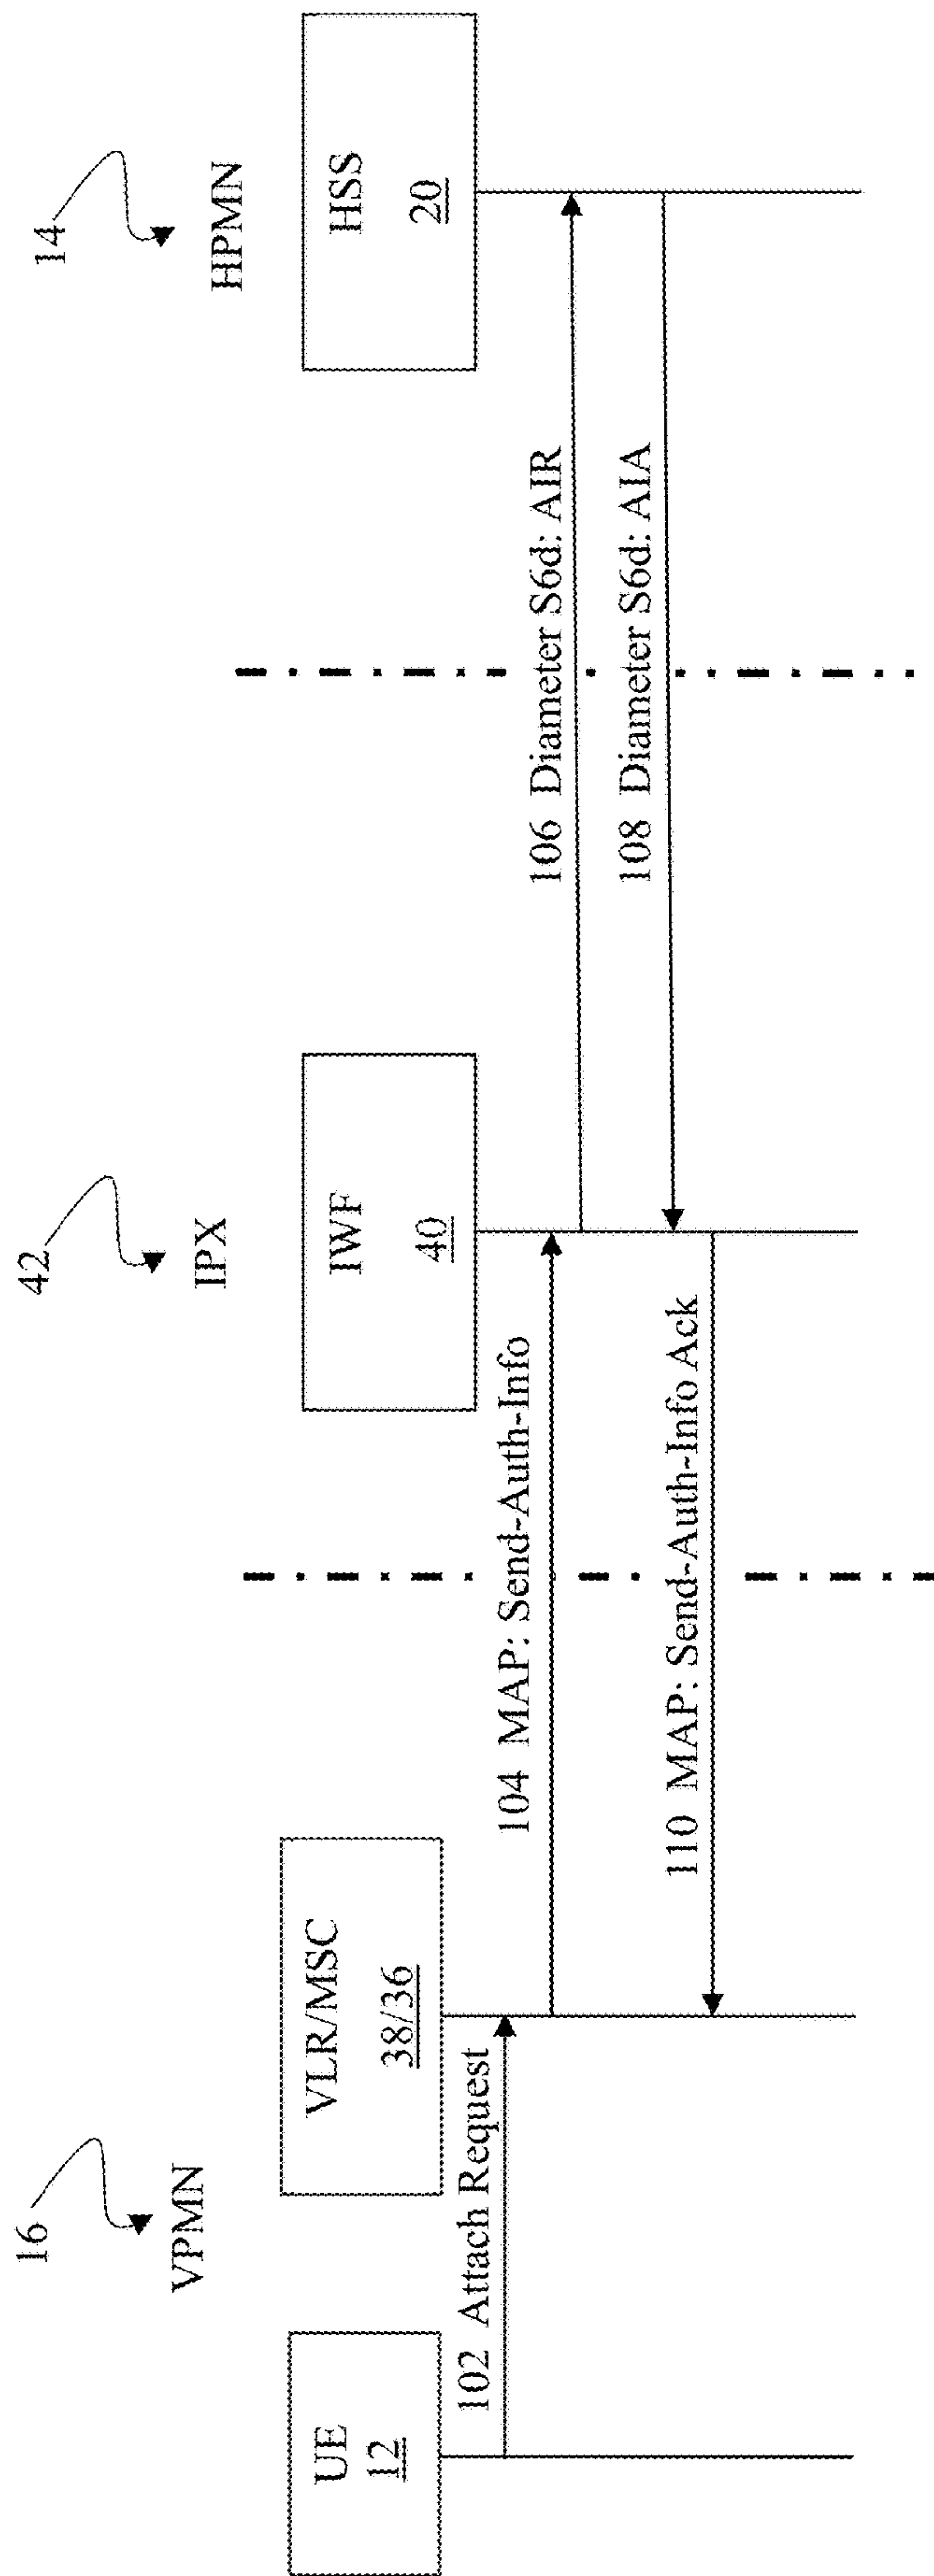 16
VPMN
42
IPX
14
HPMN
UE
12
VLR/MSC
38/36
IWF
40
HSS
20
102 Attach Request
104 MAP: Send-Auth-Info
106 Diameter S6d: AIR
108 Diameter S6d: AIA
110 MAP: Send-Auth-Info Ack